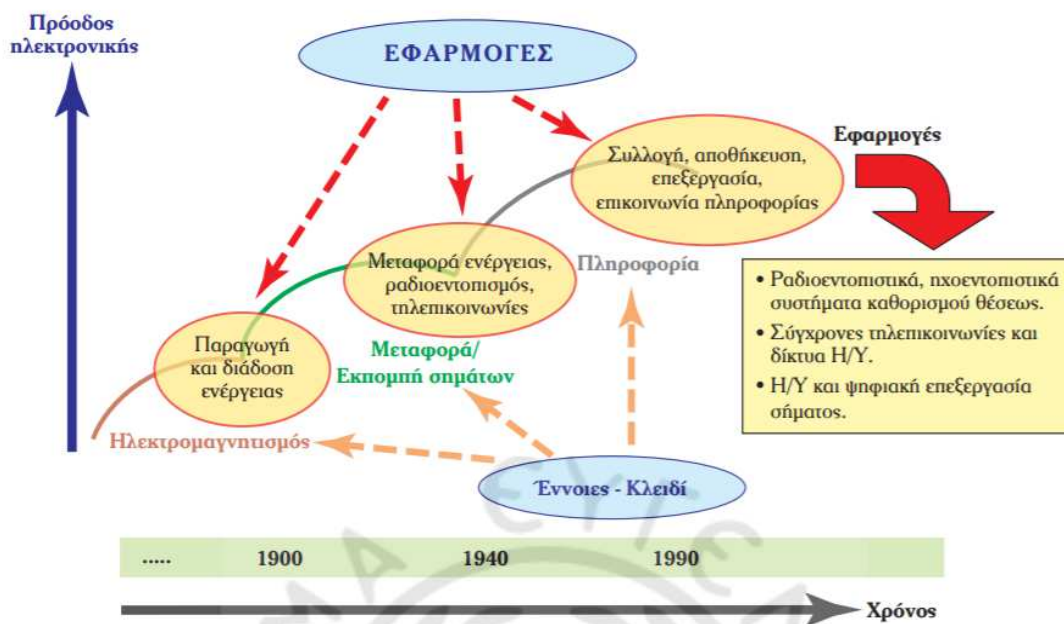 Πρόοδος
ηλεκτρονικής
ΕΦΑΡΜΟΓΕΣ
Συλλογή, αποθήκευση,
επεξεργασία,
επικοινωνία πληροφορίας
Εφαρμογές
Μεταφορά ενέργειας,
ραδιοεντοπισμός,
τηλεπικοινωνίες
Πληροφορία
• Ραδιοεντοπιστικά, ηχοεντοπιστικά
συστήματα καθορισμού θέσεως.
• Σύγχρονες τηλεπικοινωνίες και
δίκτυα Η/Υ.
• Η/Υ και ψηφιακή επεξεργασία
σήματος.
Παραγωγή
και διάδοση
ενέργειας
Μεταφορά/
Εκπομπή σημάτων
Ηλεκτρομαγνητισμός
Έννοιες - Κλειδί
..... 1900 1940 1990
Χρόνος